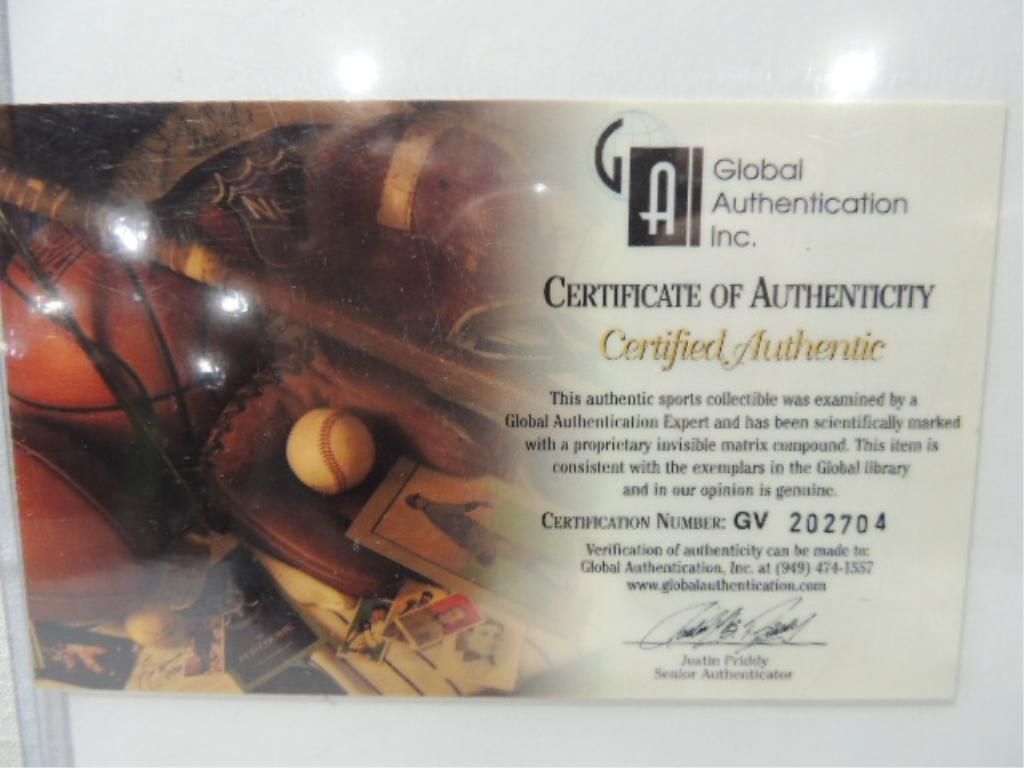 GA
Global
Authentication
Inc.
CERTIFICATE OF AUTHENTICITY
Certified Authentic
This authentic sports collectible was examined by a
Global Authentication Expert and has been scientifically marked
with a proprietary invisible matrix compound. This item is
consistent with the exemplars in the Global library
and in our opinion is genuine.
CERTIFICATION NUMBER: GV 202704
Verification of authenticity can be made to:
Global Authentication, Inc. at (949) 474-1557
www.globalauthentication.com
Justin Priddy
Senior Authenticator